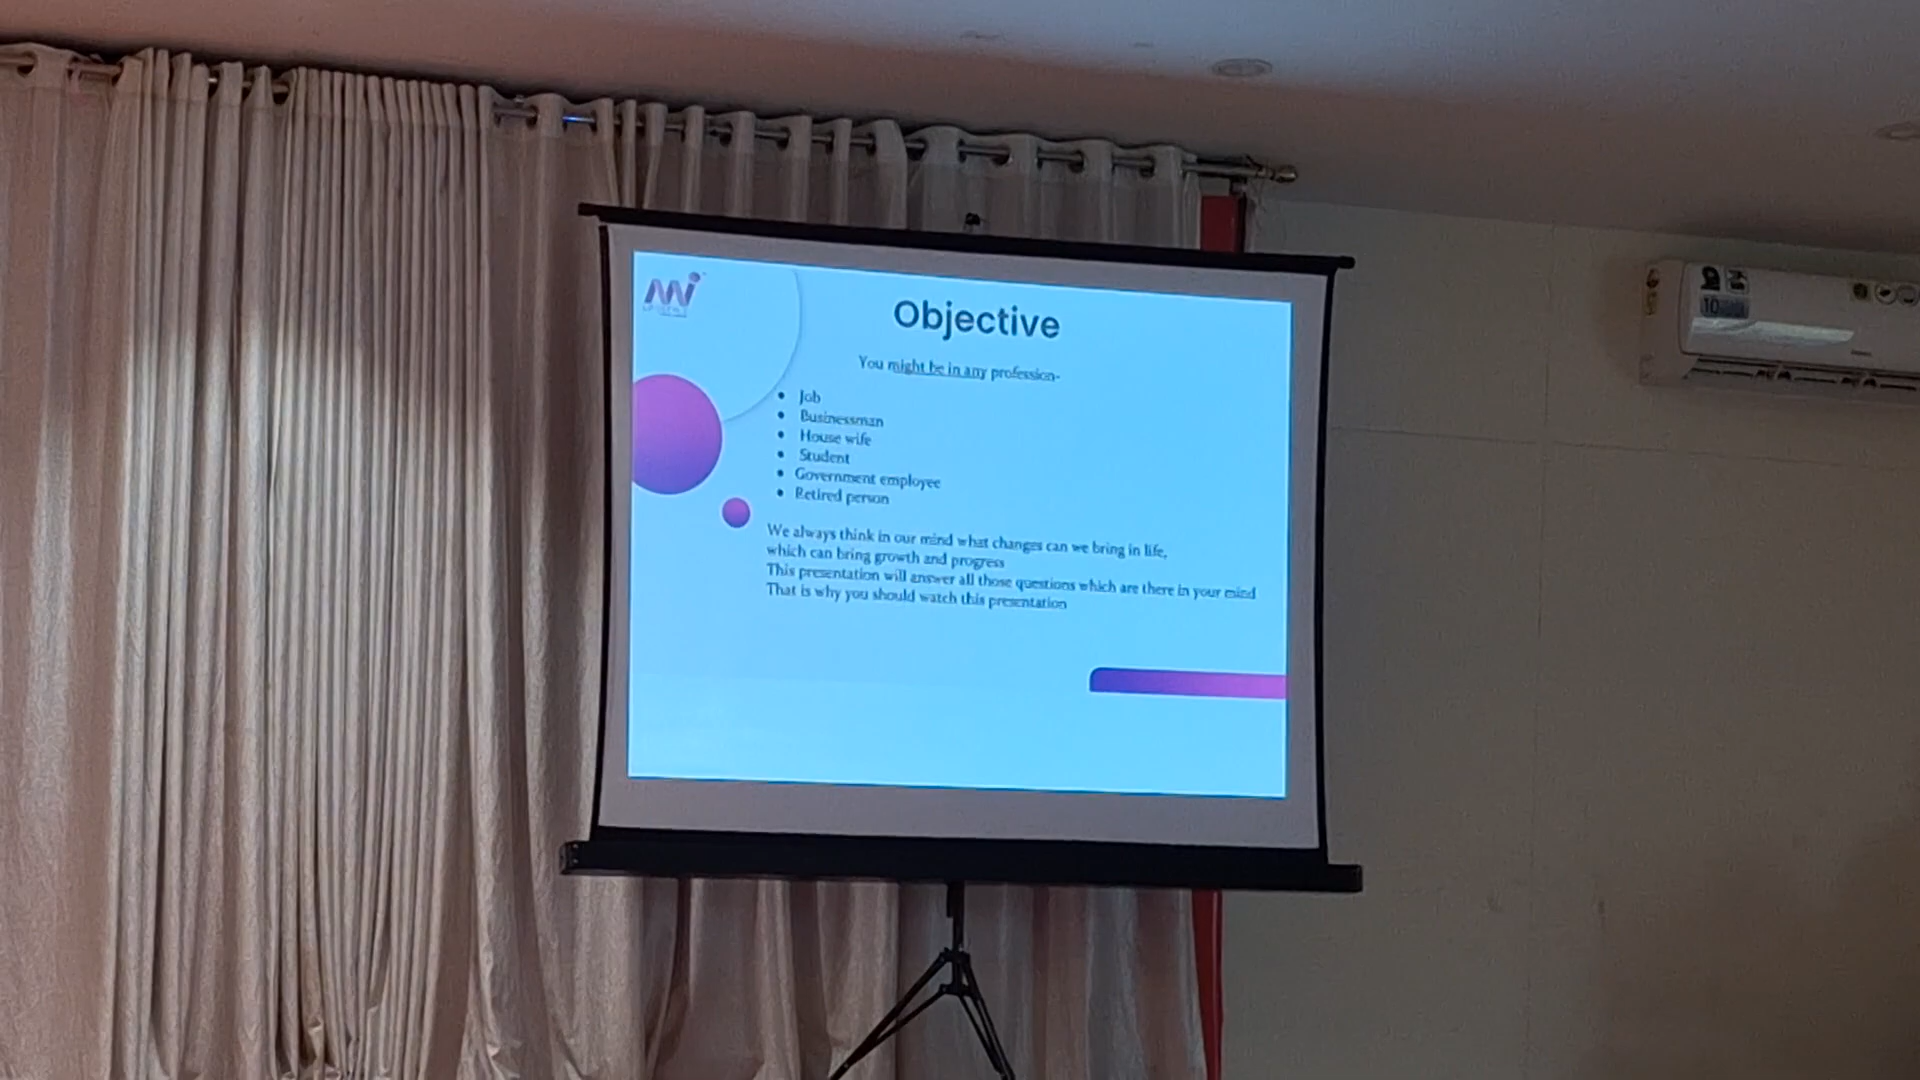 Mi
Objective
You might be in any profession-
Job
Businessman
House wife
Student
Government employee
Retired person
We always think in our mind what changes can we bring in life,
which can bring growth and progress
This presentation will answer all those questions which are there in your mind
That is why you should watch this presentation
10